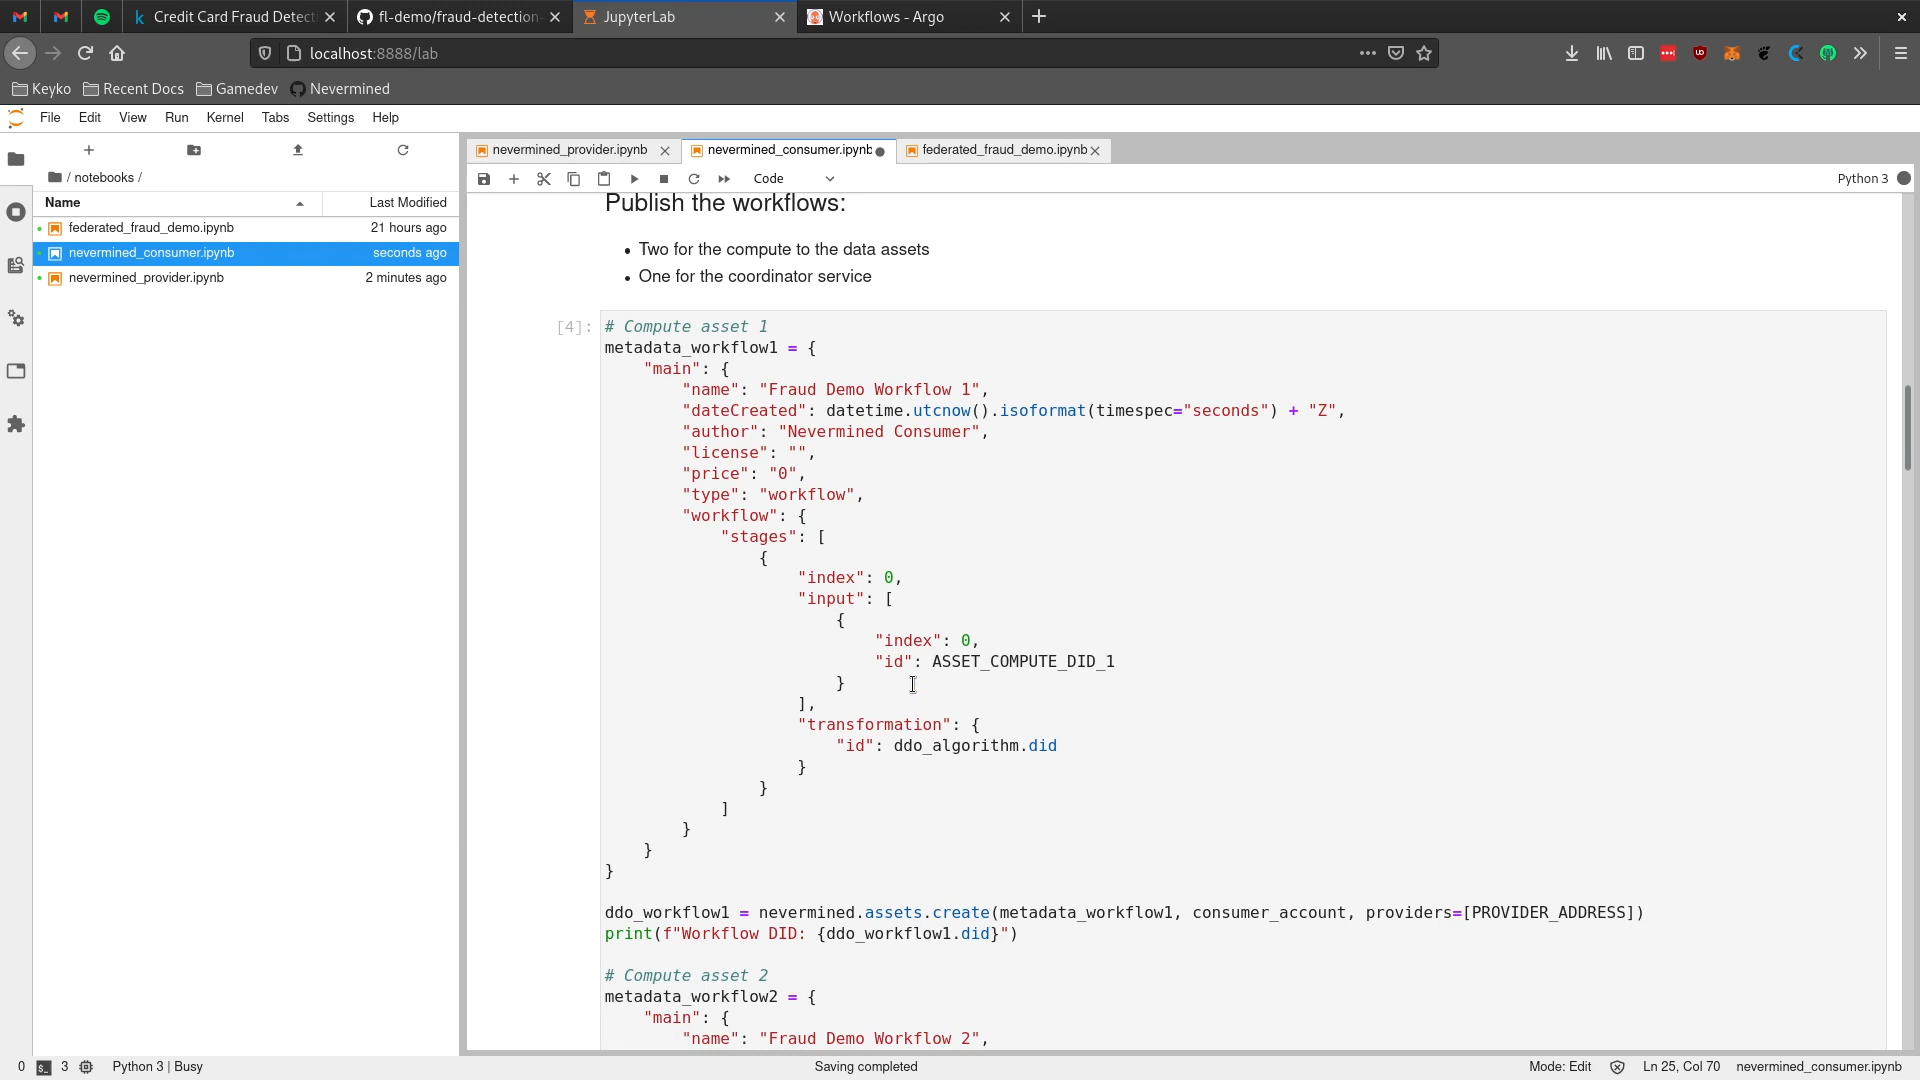 Credit Card Fraud Detecti
fl-demo/fraud-detection-
JupyterLab
Workflows - Argo
localhost:8888/lab
Keyko
Recent Docs
Gamedev
Nevermined
File Edit View Run Kernel Tabs Settings Help
/ notebooks /
Name Last Modified
federated_fraud_demo.ipynb 21 hours ago
nevermined_consumer.ipynb seconds ago
nevermined_provider.ipynb 2 minutes ago
nevermined_provider.ipynb
nevermined_consumer.ipynb
federated_fraud_demo.ipynb
Code
Python 3
Publish the workflows:
• Two for the compute to the data assets
• One for the coordinator service
[4]:
# Compute asset 1
metadata_workflow1 = {
    "main": {
        "name": "Fraud Demo Workflow 1",
        "dateCreated": datetime.utcnow().isoformat(timespec="seconds") + "Z",
        "author": "Nevermined Consumer",
        "license": "",
        "price": "0",
        "type": "workflow",
        "workflow": {
            "stages": [
                {
                    "index": 0,
                    "input": [
                        {
                            "index": 0,
                            "id": ASSET_COMPUTE_DID_1
                        }
                    ],
                    "transformation": {
                        "id": ddo_algorithm.did
                    }
                }
            ]
        }
    }
}
ddo_workflow1 = nevermined.assets.create(metadata_workflow1, consumer_account, providers=[PROVIDER_ADDRESS])
print(f"Workflow DID: {ddo_workflow1.did}")
# Compute asset 2
metadata_workflow2 = {
    "main": {
        "name": "Fraud Demo Workflow 2",
0
3
Python 3 | Busy
Saving completed
Mode: Edit
Ln 25, Col 70
nevermined_consumer.ipynb